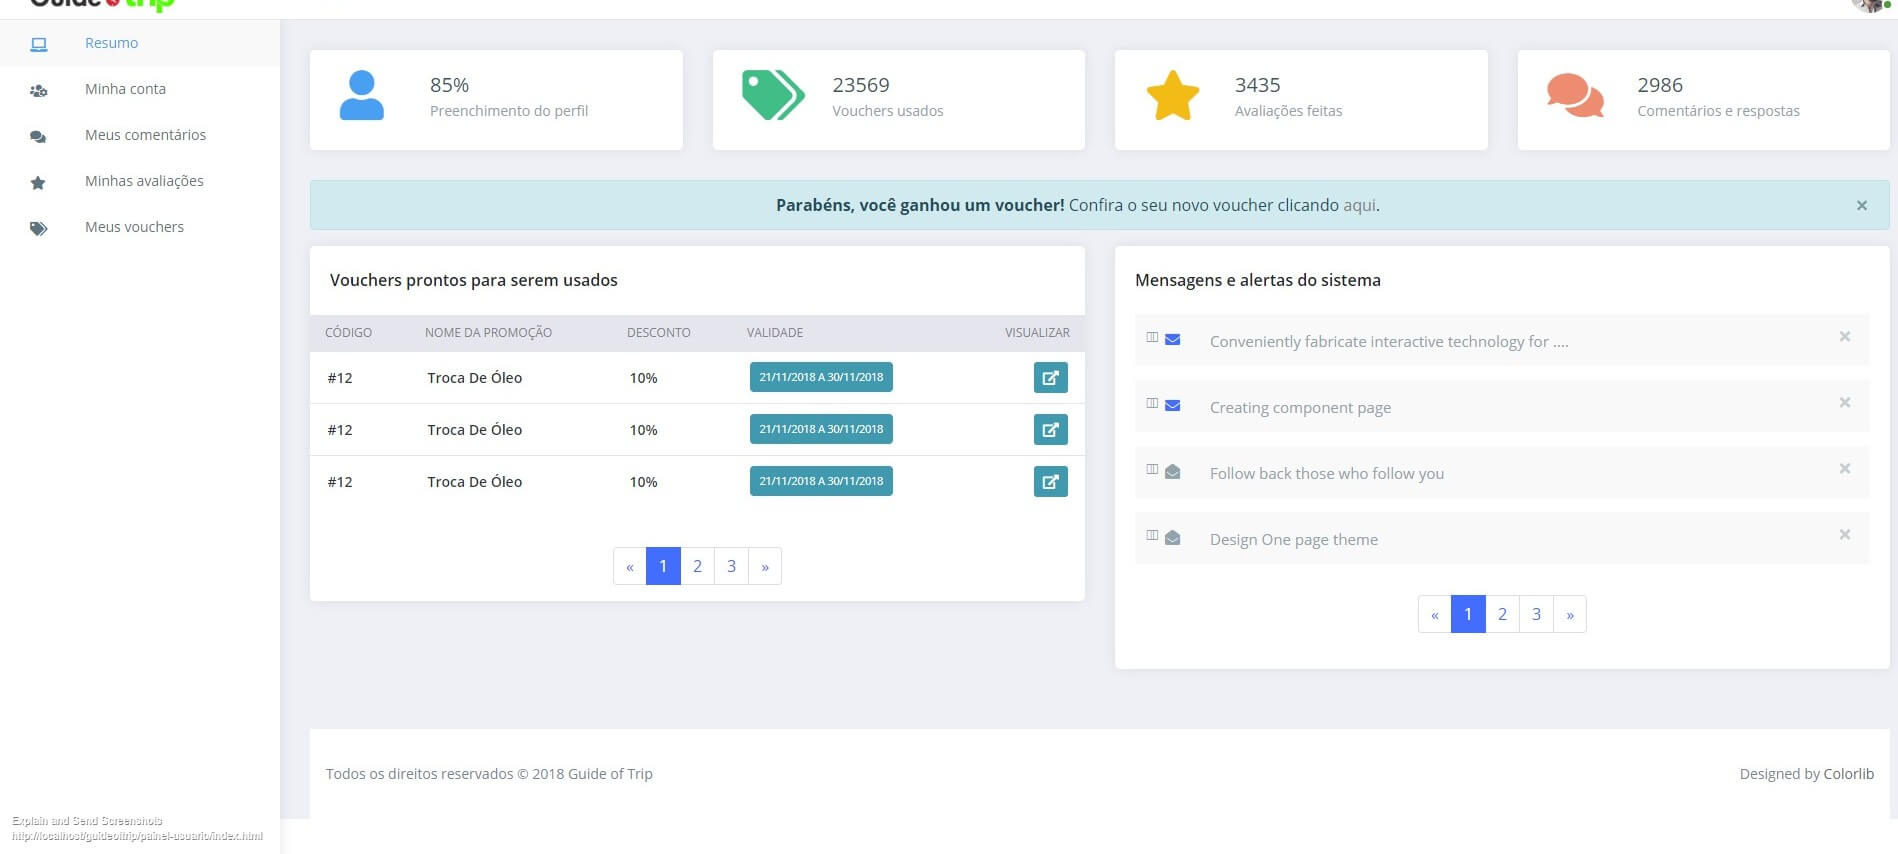 Guide trip
Resumo
Minha conta
Meus comentários
Minhas avaliações
Meus vouchers
85%
Preenchimento do perfil
23569
Vouchers usados
3435
Avaliações feitas
2986
Comentários e respostas
Parabéns, você ganhou um voucher! Confira o seu novo voucher clicando aqui.
×
Vouchers prontos para serem usados
CÓDIGO NOME DA PROMOÇÃO DESCONTO VALIDADE VISUALIZAR
#12 Troca De Óleo 10% 21/11/2018 A 30/11/2018
#12 Troca De Óleo 10% 21/11/2018 A 30/11/2018
#12 Troca De Óleo 10% 21/11/2018 A 30/11/2018
« 1 2 3 »
Mensagens e alertas do sistema
Conveniently fabricate interactive technology for .... ×
Creating component page ×
Follow back those who follow you ×
Design One page theme ×
« 1 2 3 »
Todos os direitos reservados © 2018 Guide of Trip
Designed by Colorlib
Explain and Send Screenshots
http://localhost/guideoftrip/painel-usuario/index.html